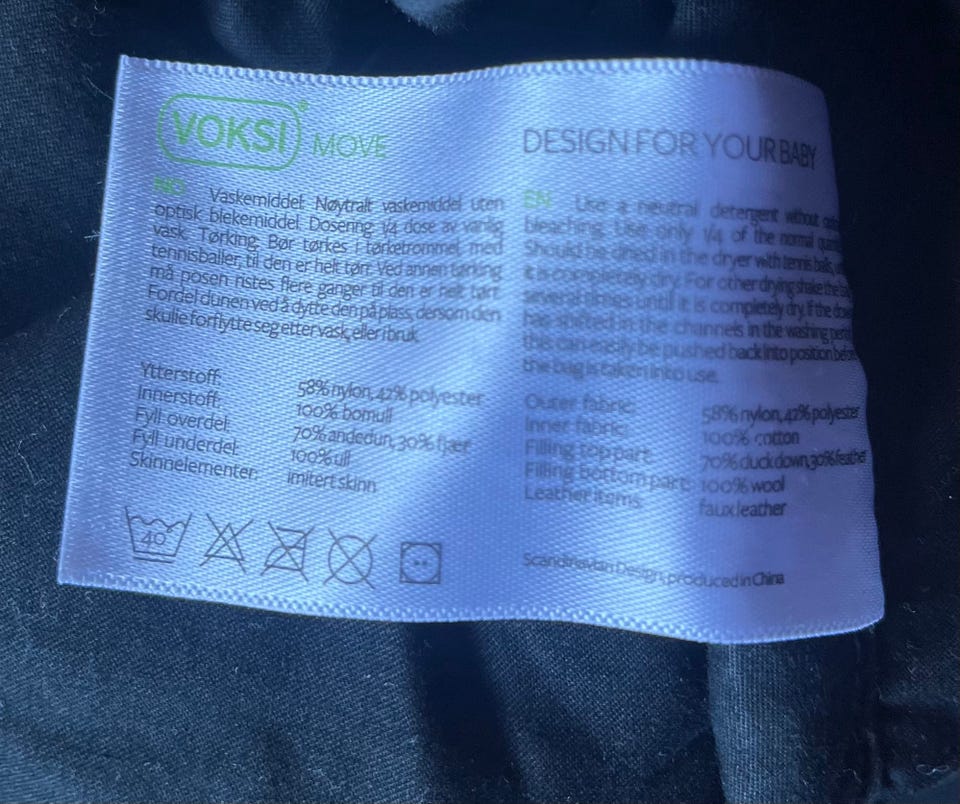 VOKSI® MOVE
NO Vaskemiddel: Nøytralt vaskemiddel uten
optisk blekemiddel. Dosering: 1/4 dose av vanlig
vask. Tørking: Bør tørkes i tørketrommel, med
tennisballer, til den er helt tørr. Ved annen tørking
må posen ristes flere ganger til den er helt tørr.
Fordel dunen ved å dytte den på plass, dersom den
skulle forflytte seg etter vask, eller i bruk.
Ytterstoff: 58% nylon, 42% polyester
Innerstoff: 100% bomull
Fyll overdel: 70% andedun, 30% fjær
Fyll underdel: 100% ull
Skinnelementer: imitert skinn
40
DESIGN FOR YOUR BABY
EN Use a neutral detergent without
bleaching. Use only 1/4 of the normal
Should be dried in the dryer with tennis balls,
it is completely dry. For other drying shake the
several times until it is completely dry. If the
has shifted in the channels in the washing
this can easily be pushed back into position
the bag is taken into use.
Outer fabric: 58% nylon, 42% polyester
Inner fabric: 100% cotton
Filling top part: 70% duck down, 30% feather
Filling bottom part: 100% wool
Leather items: faux leather
Scandinavian Design, produced in China